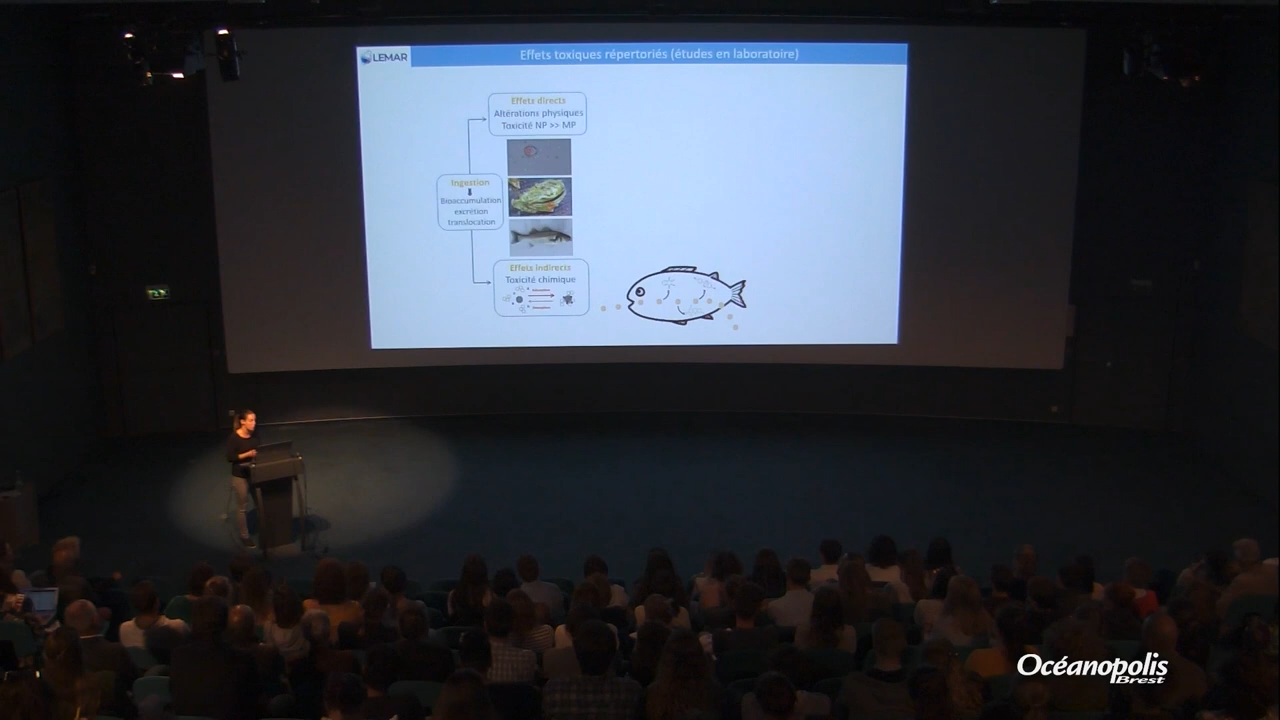 LEMAR
Effets toxiques répertoriés (études en laboratoire)
Effets directs
Altérations physiques
Toxicité NP >> MP
Ingestion
Bioaccumulation
excrétion
translocation
Effets indirects
Toxicité chimique
Océanopolis
Brest